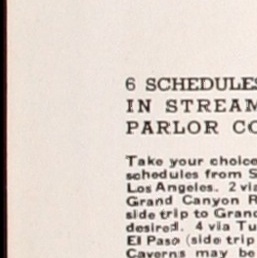 6 SCHEDULES
IN STREAM
PARLOR CO
Take your choice
schedules from S
Los Angeles. 2 via
Grand Canyon R
side trip to Grand
desired. 4 via Tu
El Paso (side trip
Caverns may be